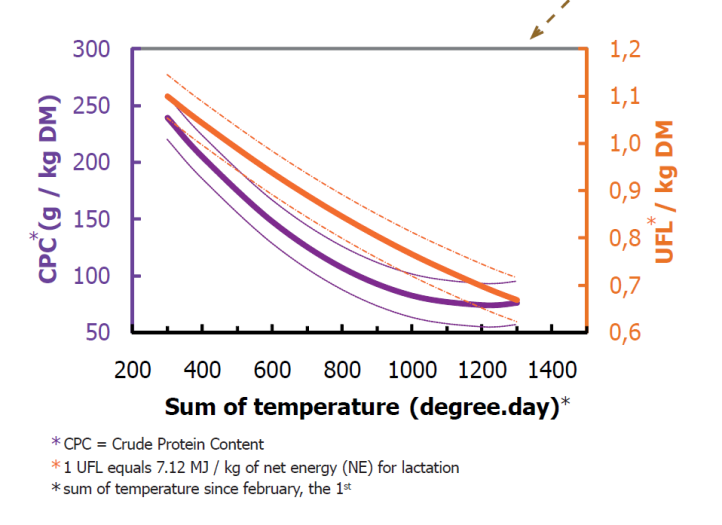 300
250
200
150
100
50
CPC* (g / kg DM)
1,2
1,1
1,0
0,9
0,8
0,7
0,6
UFL* / kg DM
200 400 600 800 1000 1200 1400
Sum of temperature (degree.day)*
* CPC = Crude Protein Content
* 1 UFL equals 7.12 MJ / kg of net energy (NE) for lactation
* sum of temperature since february, the 1st